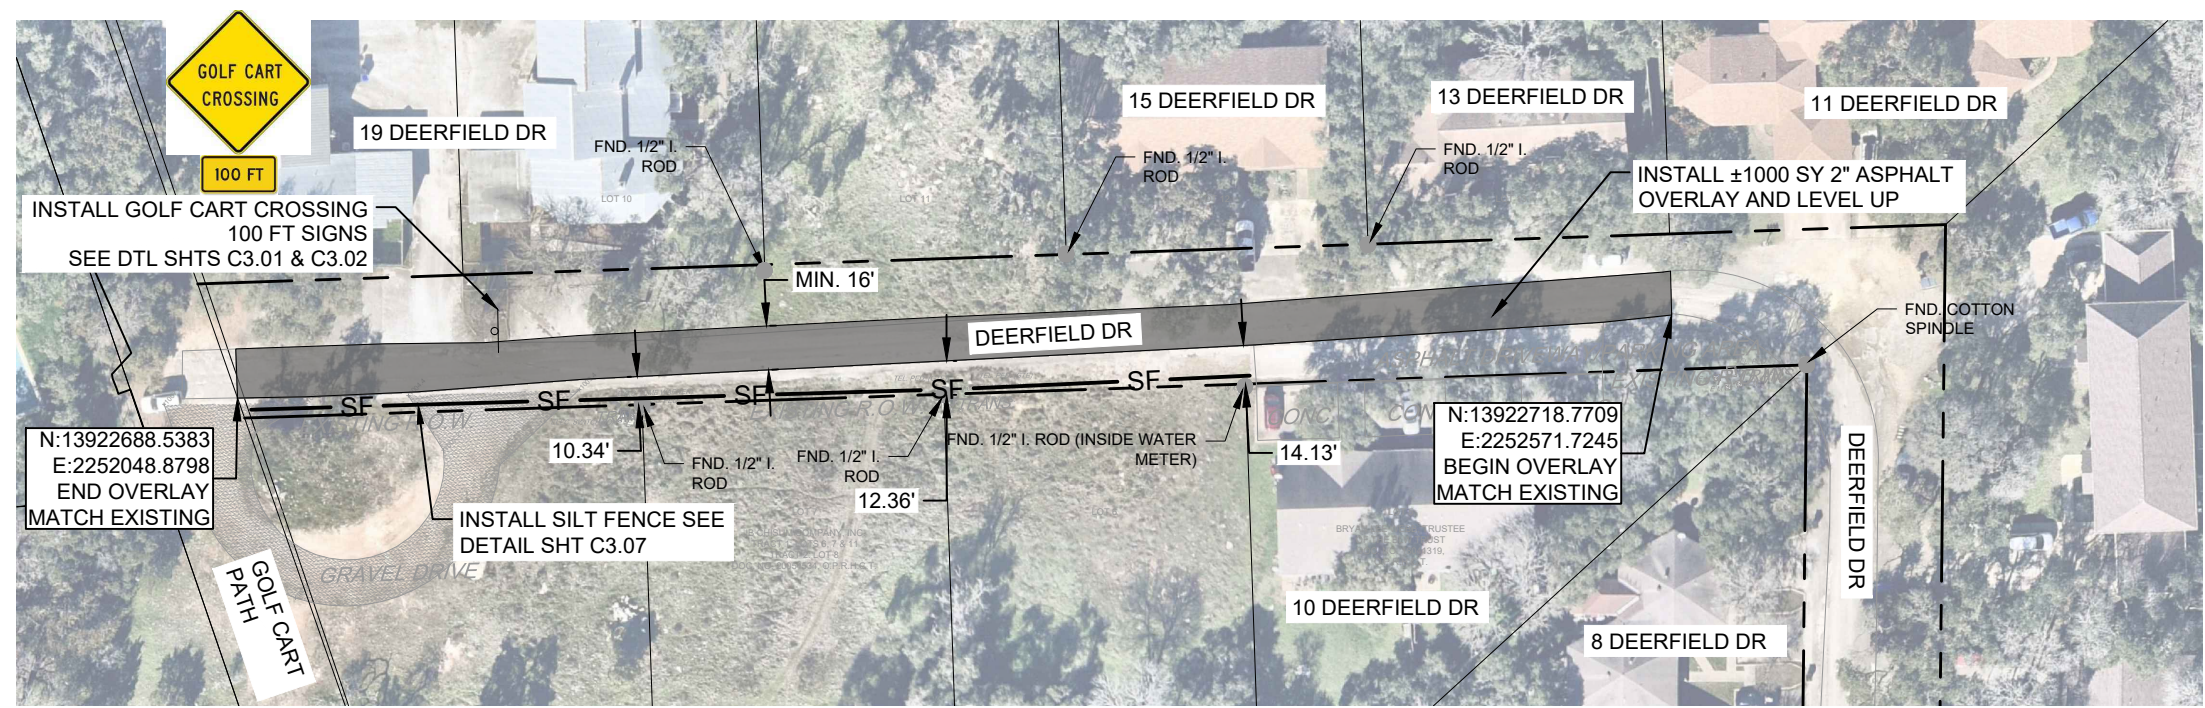 GOLF CART
CROSSING
100 FT
19 DEERFIELD DR
15 DEERFIELD DR
13 DEERFIELD DR
11 DEERFIELD DR
FND. 1/2" I.
ROD
FND. 1/2" I.
ROD
FND. 1/2" I.
ROD
INSTALL ±1000 SY 2" ASPHALT
OVERLAY AND LEVEL UP
LOT 10
LOT 11
INSTALL GOLF CART CROSSING
100 FT SIGNS
SEE DTL SHTS C3.01 & C3.02
MIN. 16'
DEERFIELD DR
FND. COTTON
SPINDLE
SF
SF
SF
SF
SF
N:13922688.5383
E:2252048.8798
END OVERLAY
MATCH EXISTING
10.34'
FND. 1/2" I.
ROD
FND. 1/2" I.
ROD
12.36'
FND. 1/2" I. ROD (INSIDE WATER
METER)
14.13'
N:13922718.7709
E:2252571.7245
BEGIN OVERLAY
MATCH EXISTING
DEERFIELD DR
INSTALL SILT FENCE SEE
DETAIL SHT C3.07
GRAVEL DRIVE
GOLF CART
PATH
10 DEERFIELD DR
8 DEERFIELD DR